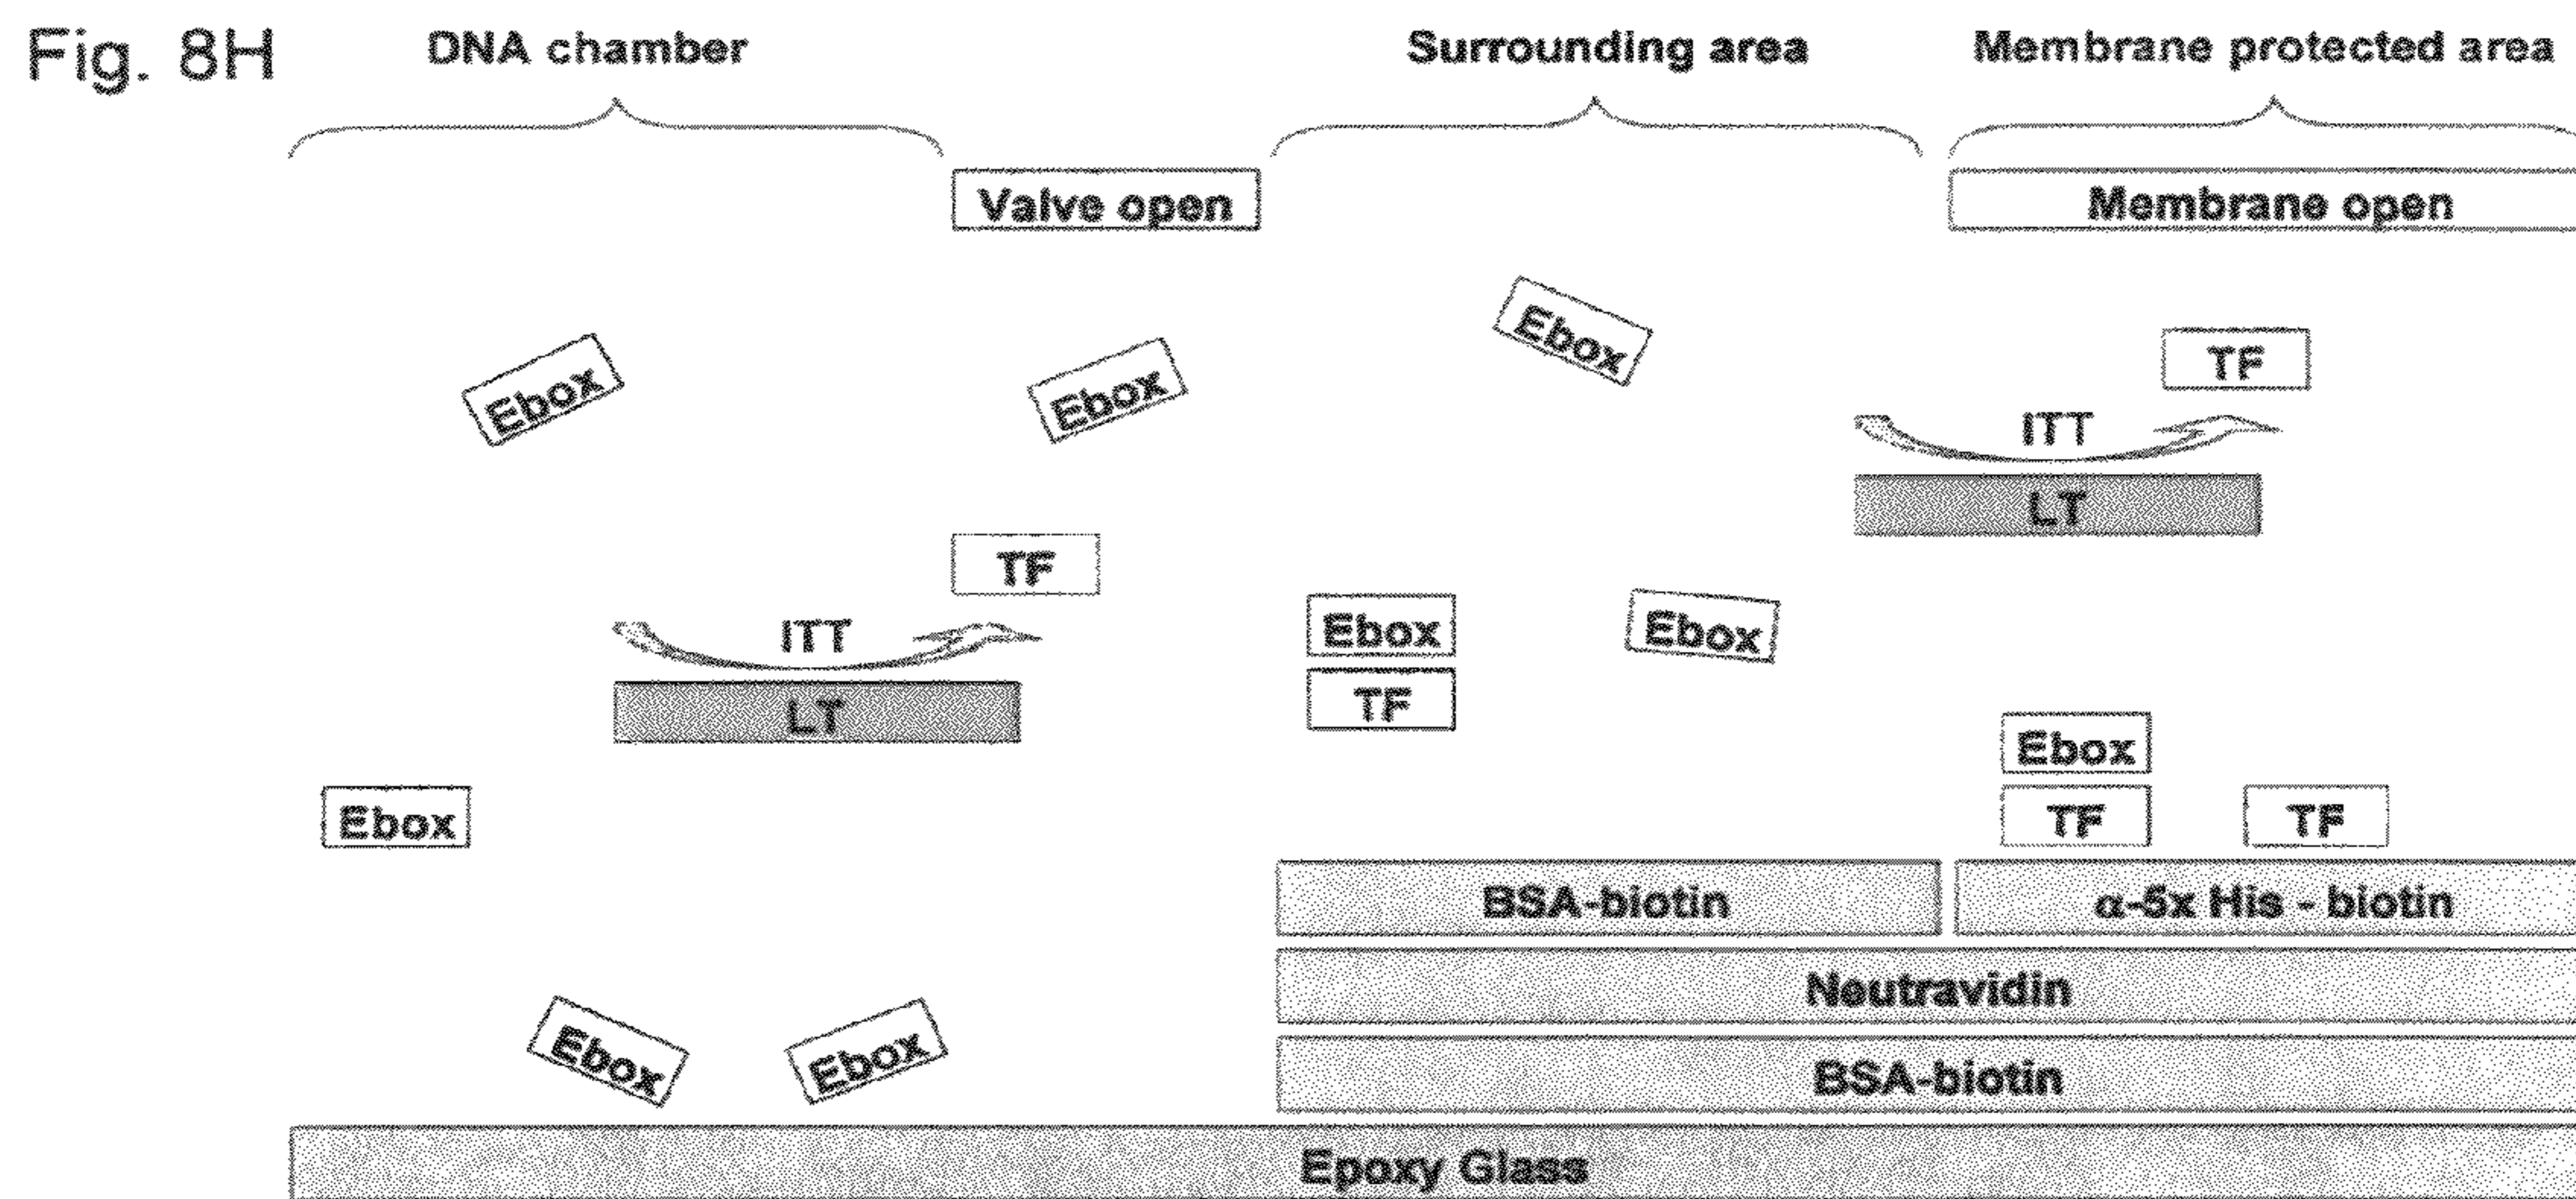 Fig. 8H
DNA chamber
Surrounding area
Membrane protected area
Valve open
Membrane open
Ebox
Ebox
Ebox
TF
ITT
LT
TF
ITT
LT
Ebox
TF
Ebox
Ebox
TF
TF
Ebox
BSA-biotin
α-5x His - biotin
Neutravidin
Ebox
Ebox
BSA-biotin
Epoxy Glass